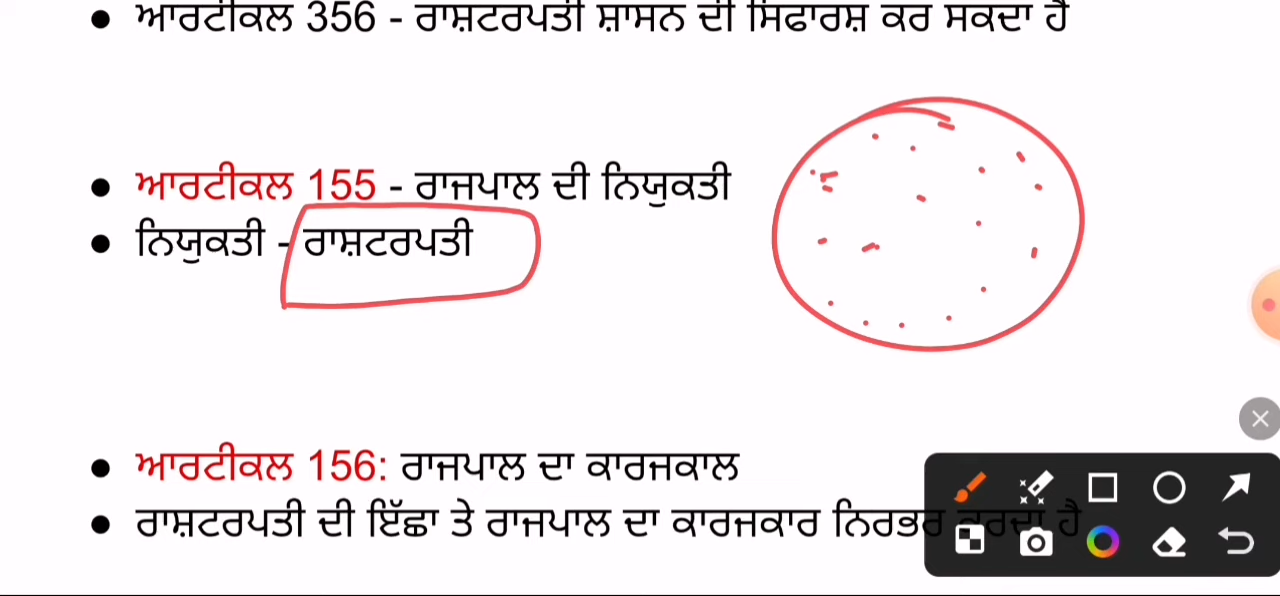 ● ਆਰਟੀਕਲ 356 - ਰਾਸ਼ਟਰਪਤੀ ਸ਼ਾਸਨ ਦੀ ਸਿਫਾਰਸ਼ ਕਰ ਸਕਦਾ ਹੈ
● ਆਰਟੀਕਲ 155 - ਰਾਜਪਾਲ ਦੀ ਨਿਯੁਕਤੀ
● ਨਿਯੁਕਤੀ - ਰਾਸ਼ਟਰਪਤੀ
● ਆਰਟੀਕਲ 156: ਰਾਜਪਾਲ ਦਾ ਕਾਰਜਕਾਲ
● ਰਾਸ਼ਟਰਪਤੀ ਦੀ ਇੱਛਾ ਤੇ ਰਾਜਪਾਲ ਦਾ ਕਾਰਜਕਾਰ ਨਿਰਭਰ ਕਰਦਾ ਹੈ